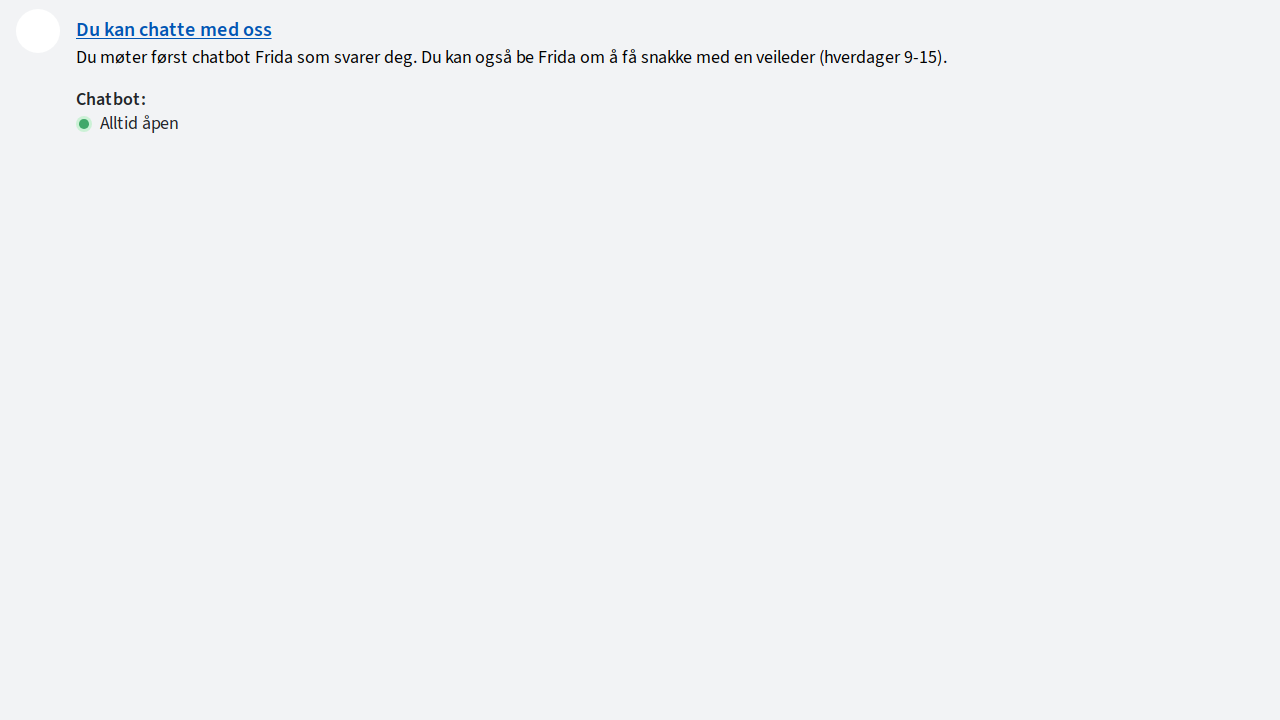 Du kan chatte med oss
Du møter først chatbot Frida som svarer deg. Du kan også be Frida om å få snakke med en veileder (hverdager 9-15).
Chatbot:
Alltid åpen